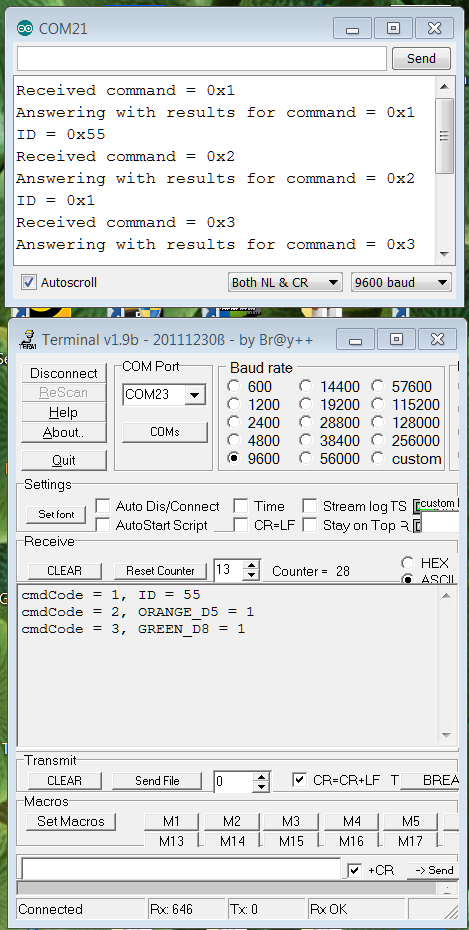 COM21
Send
Received command = 0x1
Answering with results for command = 0x1
ID = 0x55
Received command = 0x2
Answering with results for command = 0x2
ID = 0x1
Received command = 0x3
Answering with results for command = 0x3
Autoscroll
Both NL & CR
9600 baud
Terminal v1.9b - 20111230ß - by Br@y++
Disconnect
ReScan
Help
About..
Quit
COM Port
COM23
COMs
Baud rate
600 14400 57600
1200 19200 115200
2400 28800 128000
4800 38400 256000
9600 56000 custom
Settings
Set font
Auto Dis/Connect Time Stream log TS custom
AutoStart Script CR=LF Stay on Top R
Receive
CLEAR Reset Counter 13 Counter = 28
HEX
ASCII
cmdCode = 1, ID = 55
cmdCode = 2, ORANGE_D5 = 1
cmdCode = 3, GREEN_D8 = 1
Transmit
CLEAR Send File 0 CR=CR+LF T BREA
Macros
Set Macros M1 M2 M3 M4 M5
M13 M14 M15 M16 M17
+CR -> Send
Connected Rx: 646 Tx: 0 Rx OK